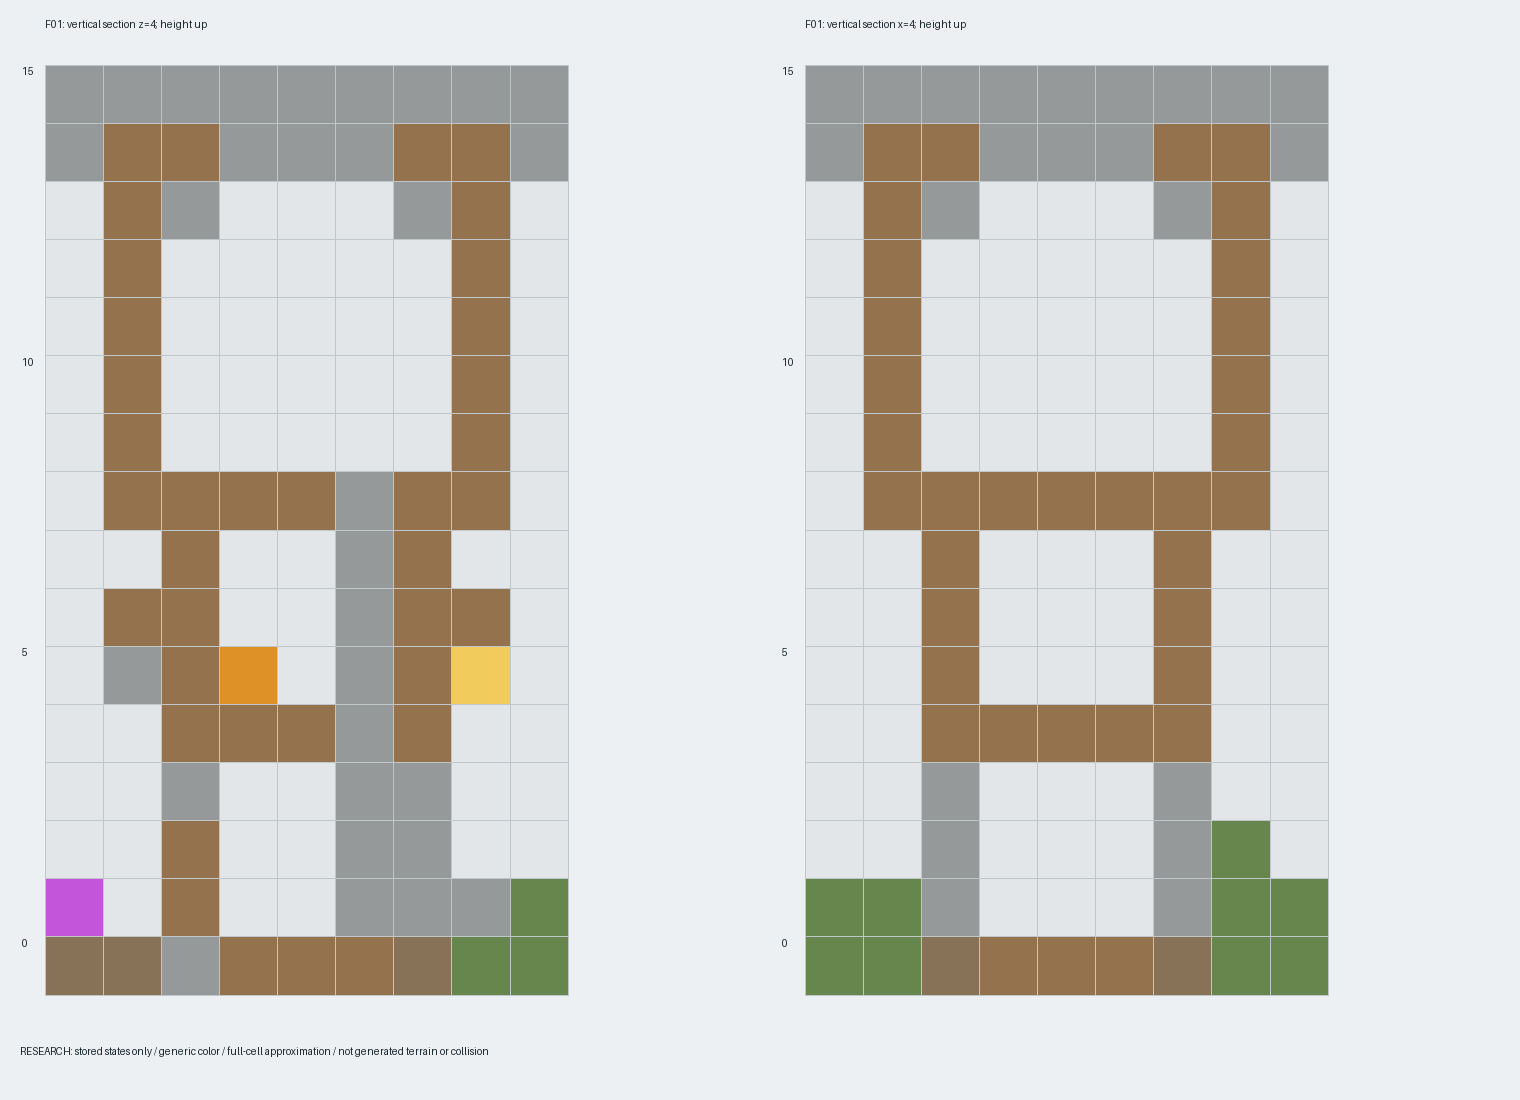 F01: vertical section z=4; height up
F01: vertical section x=4; height up
15
15
10
10
5
5
0
0
RESEARCH: stored states only / generic color / full-cell approximation / not generated terrain or collision